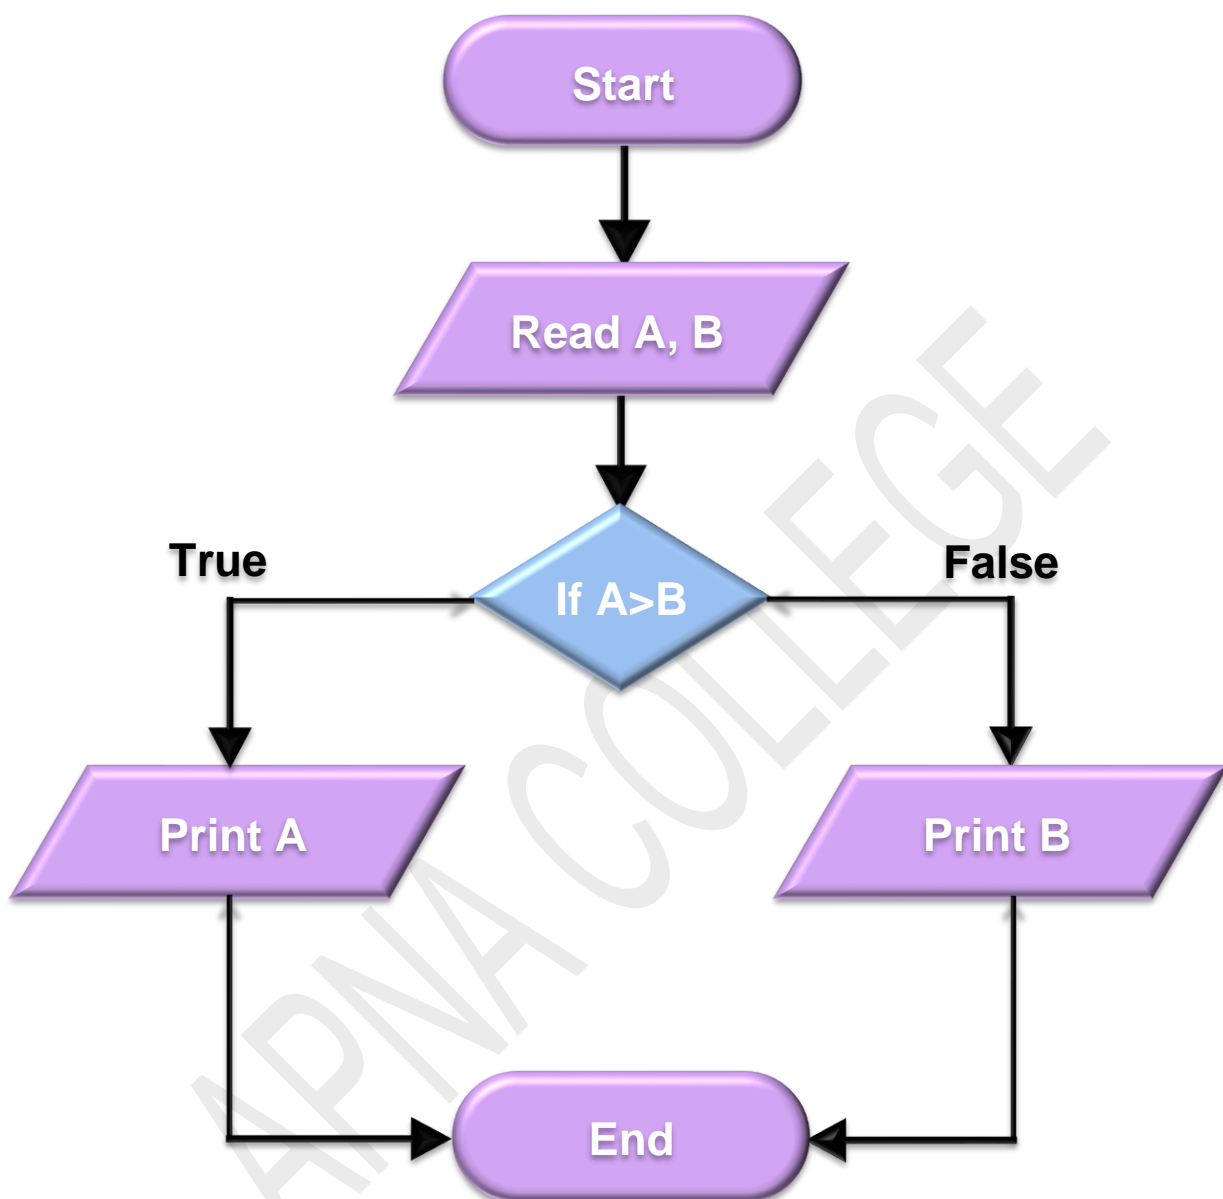 Start
Read A, B
True
False
If A>B
Print A
Print B
End
APNA COLLEGE